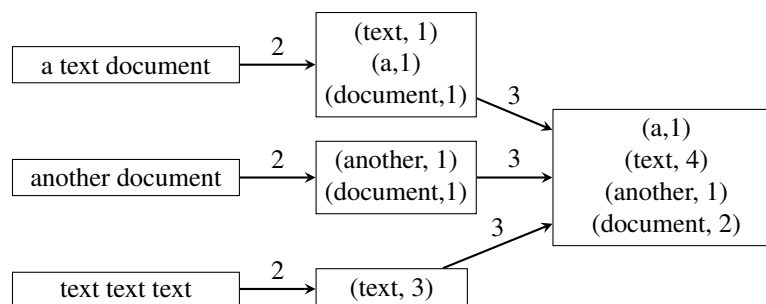 a text document
2
(text, 1)
(a,1)
(document,1)
3
another document
2
(another, 1)
(document,1)
3
text text text
2
(text, 3)
3
(a,1)
(text, 4)
(another, 1)
(document, 2)